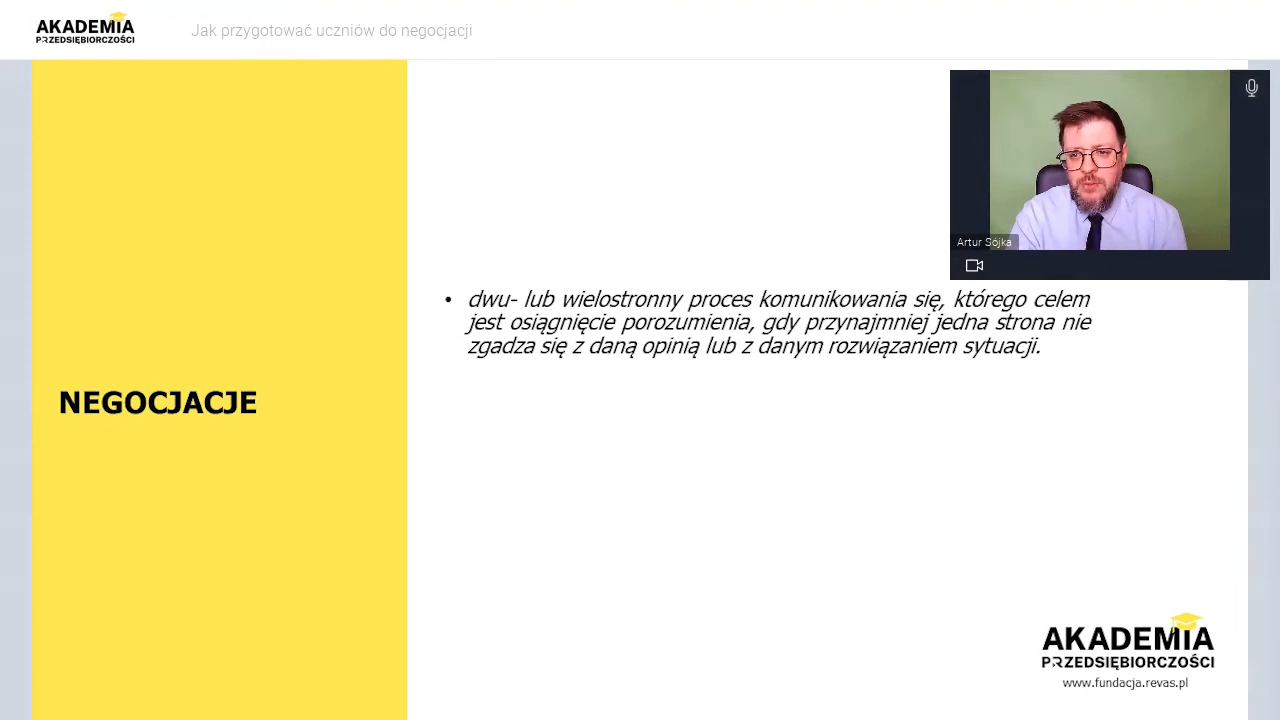 AKADEMIA
PRZEDSIĘBIORCZOŚCI
Jak przygotować uczniów do negocjacji
Artur Sójka
• dwu- lub wielostronny proces komunikowania się, którego celem
jest osiągnięcie porozumienia, gdy przynajmniej jedna strona nie
zgadza się z daną opinią lub z danym rozwiązaniem sytuacji.
NEGOCJACJE
AKADEMIA
PRZEDSIĘBIORCZOŚCI
www.fundacja.revas.pl